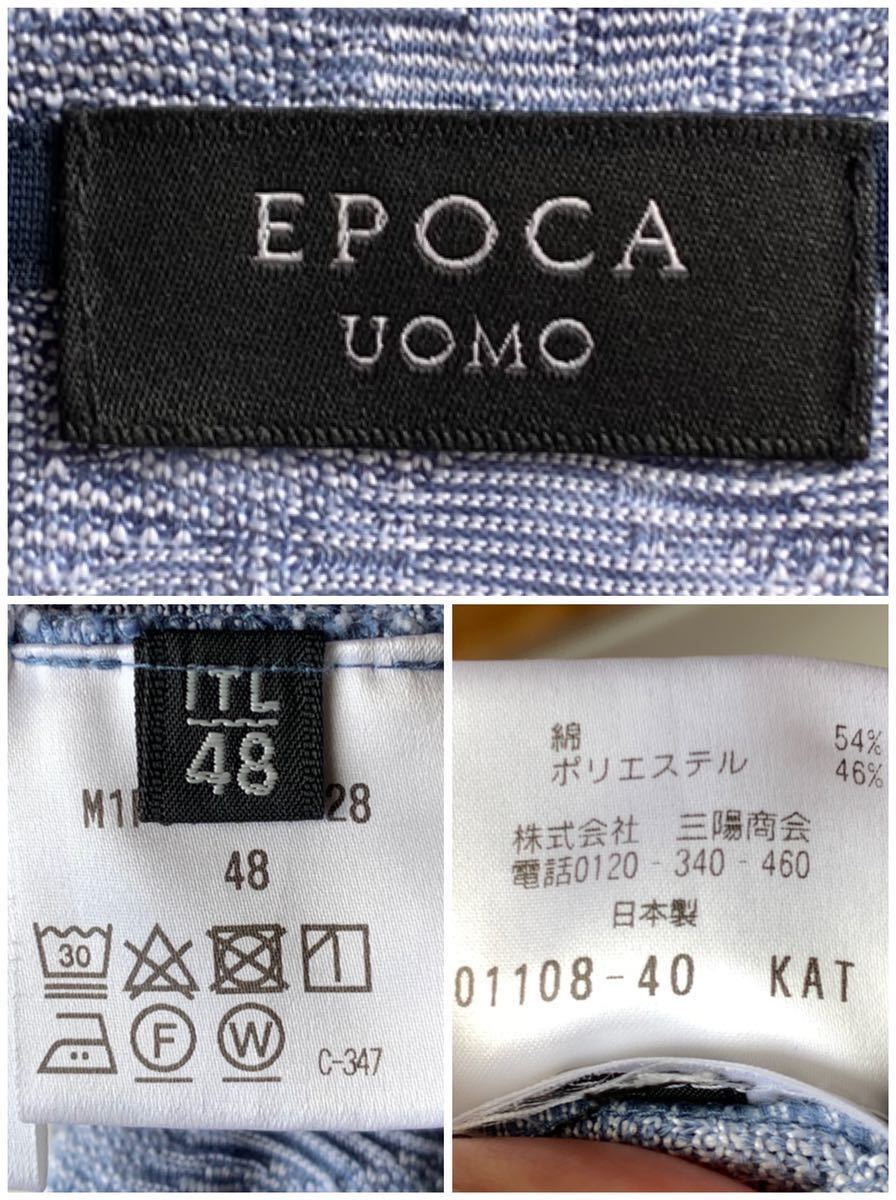 EPOCA
UOMO
ITL
48
48
30
F
W
C-347
綿 54%
ポリエステル 46%
株式会社 三陽商会
電話0120-340-460
日本製
01108-40 KAT